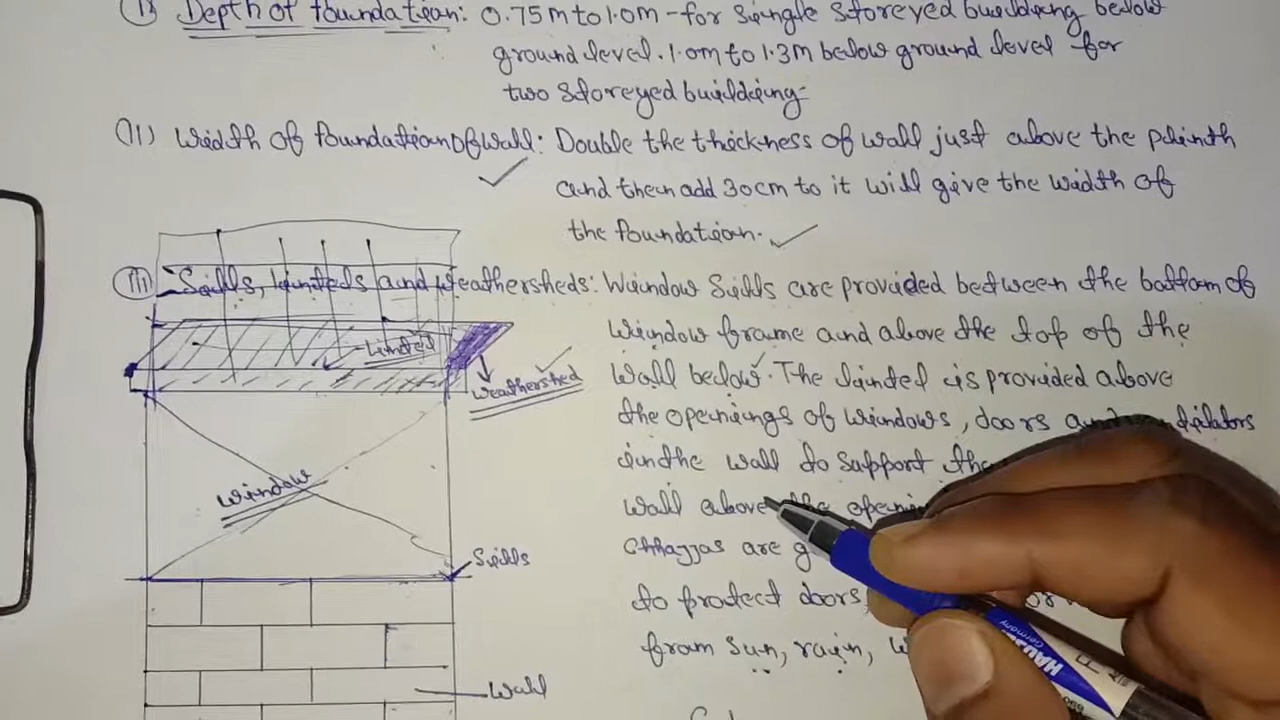 (I) Depth of foundation: 0.75m to 1.0m - for single storeyed building below
ground level. 1.0m to 1.3m below ground level for
two storeyed building-
(II) Width of foundation of wall: Double the thickness of wall just above the plinth
and then add 30cm to it will give the width of
the foundation.
(III) Sills, lintels and weathersheds: Window sills are provided between the bottom of
window frame and above the top of the
wall below. The lintel is provided above
the openings of windows, doors
in the wall to support the
wall above the
Chhajjas are
to protect doors
from sun, rain,
Lintel
Weathershed
Window
Sills
Wall
HAUSER
Germany